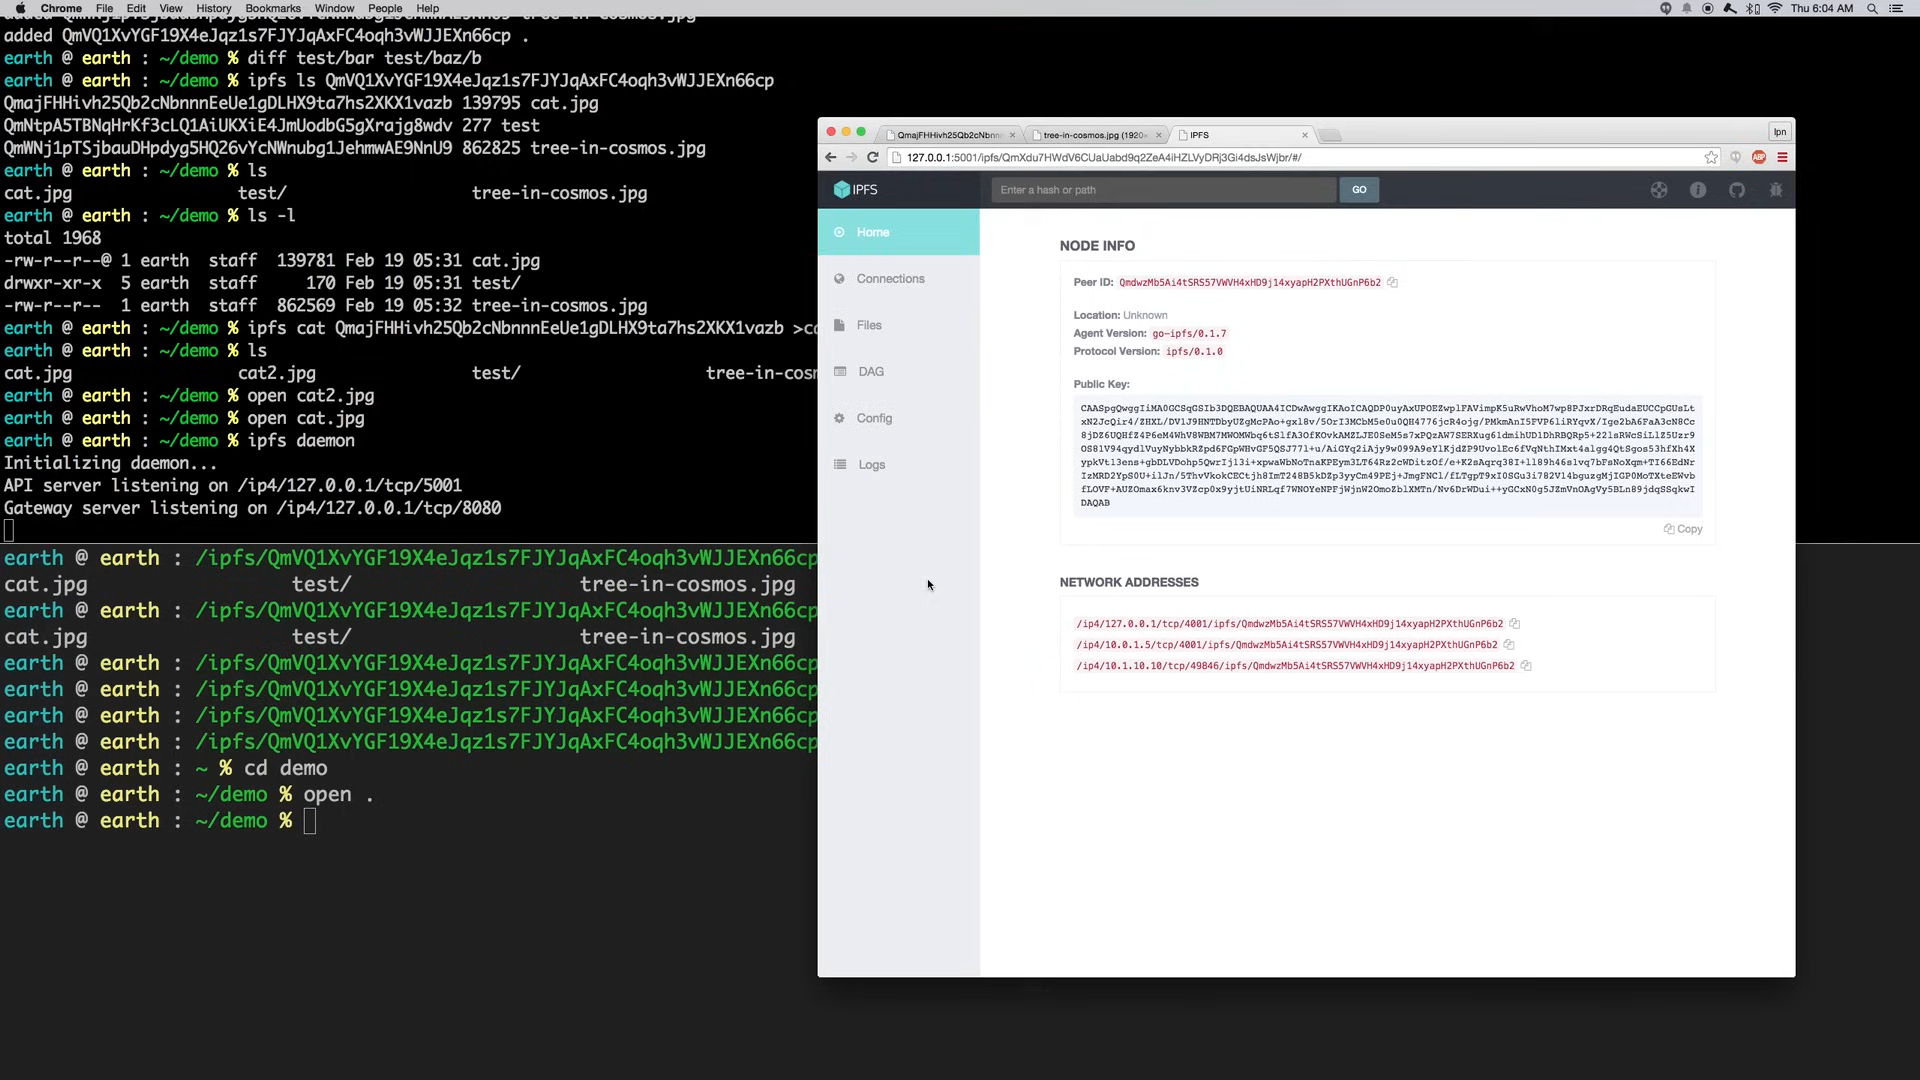 Chrome File Edit View History Bookmarks Window People Help
Thu 6:04 AM
added QmVQ1XvYGF19X4eJqz1s7FJYJqAxFC4oqh3vWJJEXn66cp .
earth @ earth : ~/demo % diff test/bar test/baz/b
earth @ earth : ~/demo % ipfs ls QmVQ1XvYGF19X4eJqz1s7FJYJqAxFC4oqh3vWJJEXn66cp
QmajFHHivh25Qb2cNbnnnEeUe1gDLHX9ta7hs2XKX1vazb 139795 cat.jpg
QmNtpA5TBNqHrKf3cLQ1AiUKXiE4JmUodbG5gXrajg8wdv 277 test
QmWNj1pTSjbauDHpdyg5HQ26vYcNWnubg1JehmwAE9NnU9 862825 tree-in-cosmos.jpg
earth @ earth : ~/demo % ls
cat.jpg test/ tree-in-cosmos.jpg
earth @ earth : ~/demo % ls -l
total 1968
-rw-r--r--@ 1 earth staff 139781 Feb 19 05:31 cat.jpg
drwxr-xr-x 5 earth staff 170 Feb 19 05:31 test/
-rw-r--r-- 1 earth staff 862569 Feb 19 05:32 tree-in-cosmos.jpg
earth @ earth : ~/demo % ipfs cat QmajFHHivh25Qb2cNbnnnEeUe1gDLHX9ta7hs2XKX1vazb >c
earth @ earth : ~/demo % ls
cat.jpg cat2.jpg test/ tree-in-cosm
earth @ earth : ~/demo % open cat2.jpg
earth @ earth : ~/demo % open cat.jpg
earth @ earth : ~/demo % ipfs daemon
Initializing daemon...
API server listening on /ip4/127.0.0.1/tcp/5001
Gateway server listening on /ip4/127.0.0.1/tcp/8080
earth @ earth : /ipfs/QmVQ1XvYGF19X4eJqz1s7FJYJqAxFC4oqh3vWJJEXn66cp
cat.jpg test/ tree-in-cosmos.jpg
earth @ earth : /ipfs/QmVQ1XvYGF19X4eJqz1s7FJYJqAxFC4oqh3vWJJEXn66cp
cat.jpg test/ tree-in-cosmos.jpg
earth @ earth : /ipfs/QmVQ1XvYGF19X4eJqz1s7FJYJqAxFC4oqh3vWJJEXn66cp
earth @ earth : /ipfs/QmVQ1XvYGF19X4eJqz1s7FJYJqAxFC4oqh3vWJJEXn66cp
earth @ earth : /ipfs/QmVQ1XvYGF19X4eJqz1s7FJYJqAxFC4oqh3vWJJEXn66cp
earth @ earth : /ipfs/QmVQ1XvYGF19X4eJqz1s7FJYJqAxFC4oqh3vWJJEXn66cp
earth @ earth : ~ % cd demo
earth @ earth : ~/demo % open .
earth @ earth : ~/demo %
QmajFHHivh25Qb2cNbnn tree-in-cosmos.jpg (1920 IPFS
127.0.0.1:5001/ipfs/QmXdu7HWdV6CUaUabd9q2ZeA4iHZLVyDRj3Gi4dsJsWjbr/#/
ABP
IPFS
Enter a hash or path GO
Home
Connections
Files
DAG
Config
Logs
NODE INFO
Peer ID: QmdwzMb5Ai4tSRS57VWVH4xHD9j14xyapH2PXthUGnP6b2
Location: Unknown
Agent Version: go-ipfs/0.1.7
Protocol Version: ipfs/0.1.0
Public Key:
DAQAB
Copy
NETWORK ADDRESSES
/ip4/127.0.0.1/tcp/4001/ipfs/QmdwzMb5Ai4tSRS57VWVH4xHD9j14xyapH2PXthUGnP6b2
/ip4/10.0.1.5/tcp/4001/ipfs/QmdwzMb5Ai4tSRS57VWVH4xHD9j14xyapH2PXthUGnP6b2
/ip4/10.1.10.10/tcp/49846/ipfs/QmdwzMb5Ai4tSRS57VWVH4xHD9j14xyapH2PXthUGnP6b2